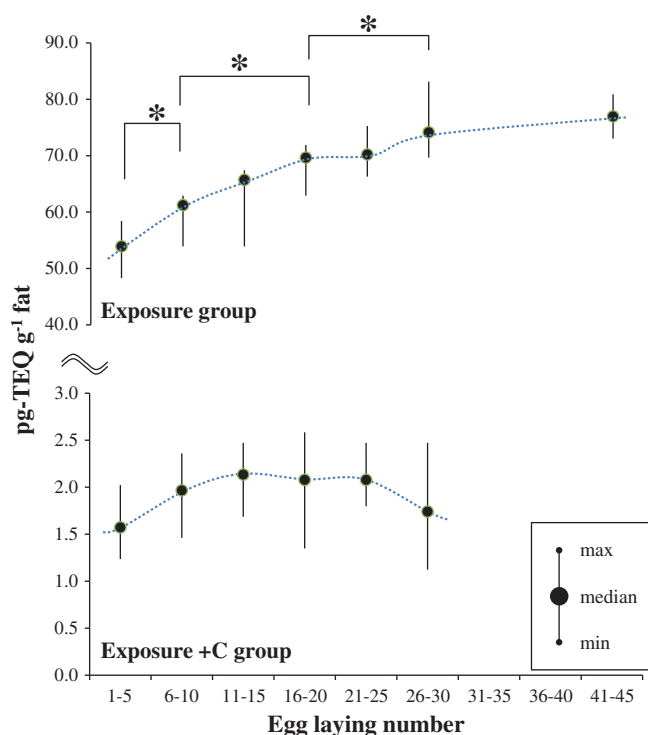 90.0
80.0
70.0
60.0
50.0
40.0
* * *
Exposure group
pg-TEQ g-1 fat
3.0
2.5
2.0
1.5
1.0
0.5
0.0
Exposure +C group
max
median
min
1-5 6-10 11-15 16-20 21-25 26-30 31-35 36-40 41-45
Egg laying number